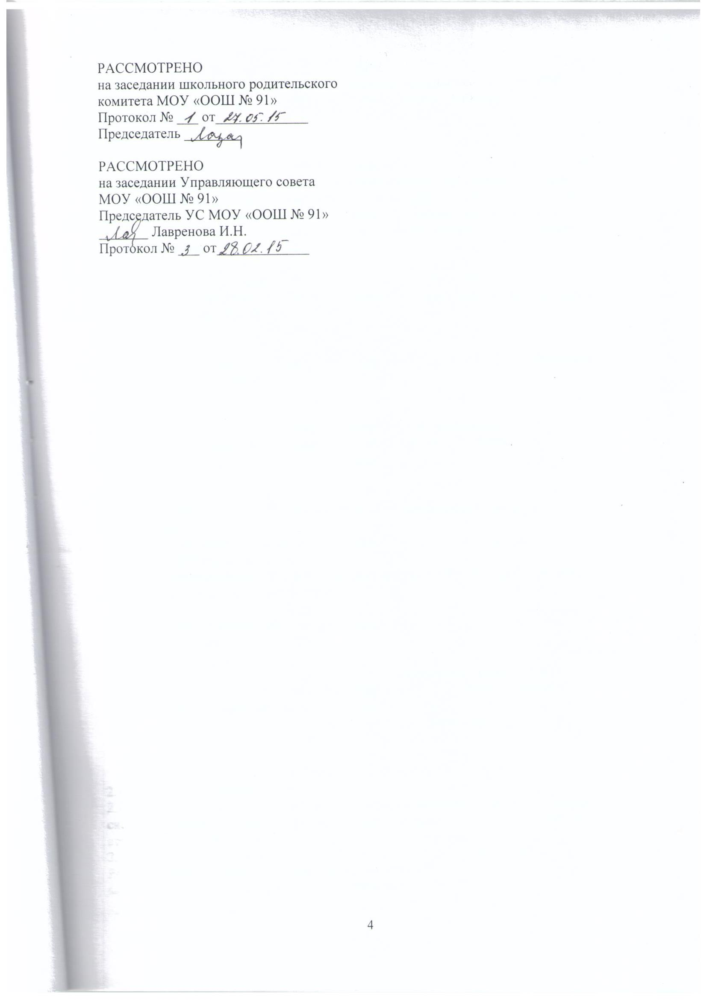 РАССМОТРЕНО
на заседании школьного родительского
комитета МОУ «ООШ № 91»
Протокол № 1 от 27.05.15
Председатель
РАССМОТРЕНО
на заседании Управляющего совета
МОУ «ООШ № 91»
Председатель УС МОУ «ООШ № 91»
Лавренова И.Н.
Протокол № 3 от 28.02.15
4